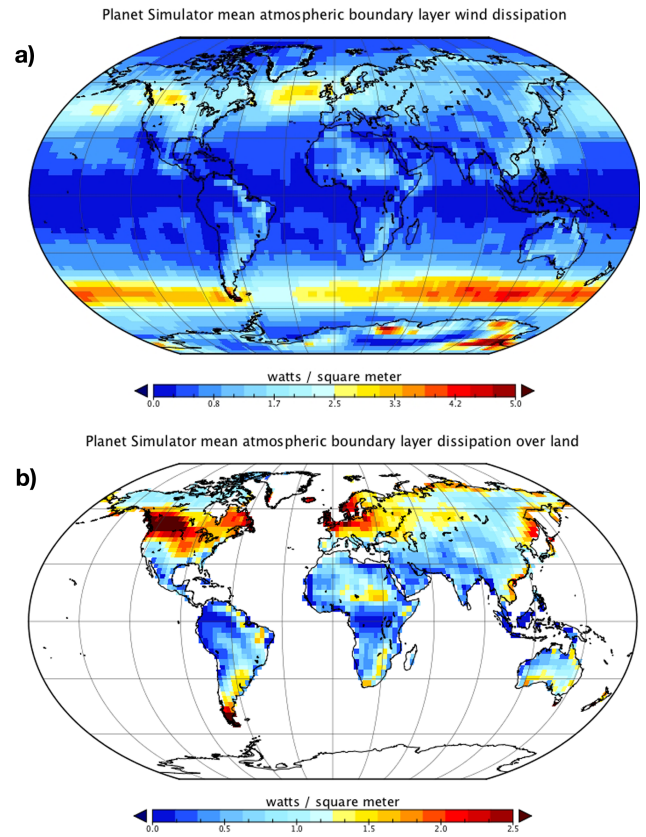 Planet Simulator mean atmospheric boundary layer wind dissipation
a)
watts / square meter
0.0 0.8 1.7 2.5 3.3 4.2 5.0
Planet Simulator mean atmospheric boundary layer dissipation over land
b)
watts / square meter
0.0 0.5 1.0 1.5 2.0 2.5